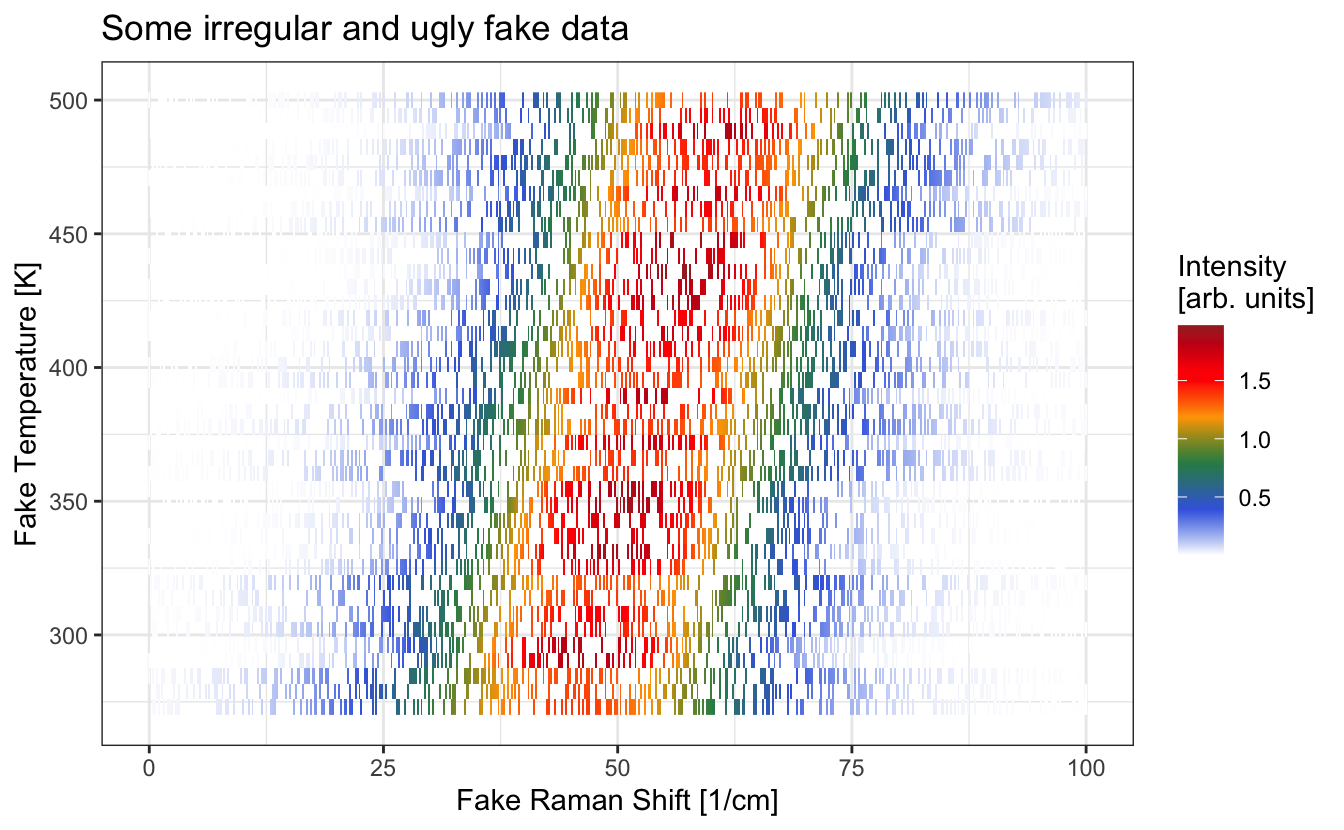 Some irregular and ugly fake data
500
450
400
350
300
Fake Temperature [K]
0 25 50 75 100
Fake Raman Shift [1/cm]
Intensity
[arb. units]
1.5
1.0
0.5